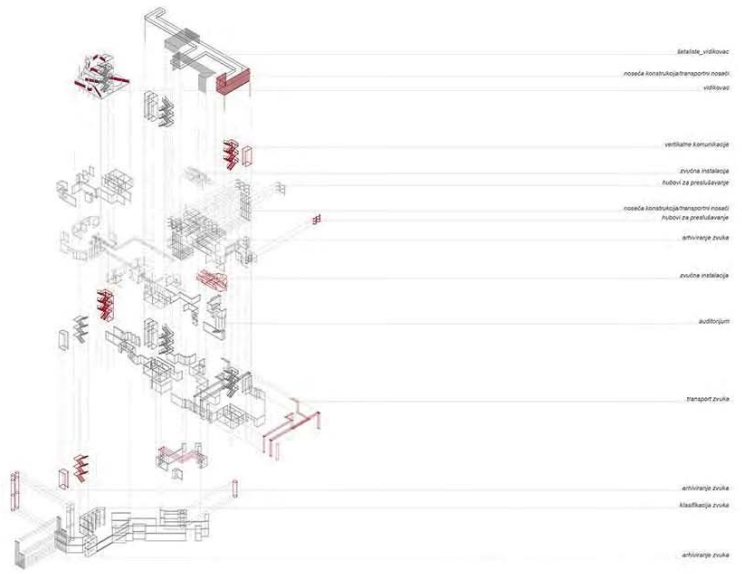 šetalište_vidikovac
noseća konstrukcija/transportni nosači
vidikovac
vertikalne komunikacije
zvučna instalacija
hubovi za preslušavanje
noseća konstrukcija/transportni nosači
hubovi za preslušavanje
arhiviranje zvuka
zvučna instalacija
auditorijum
transport zvuka
arhiviranje zvuka
klasifikacija zvuka
arhiviranje zvuka